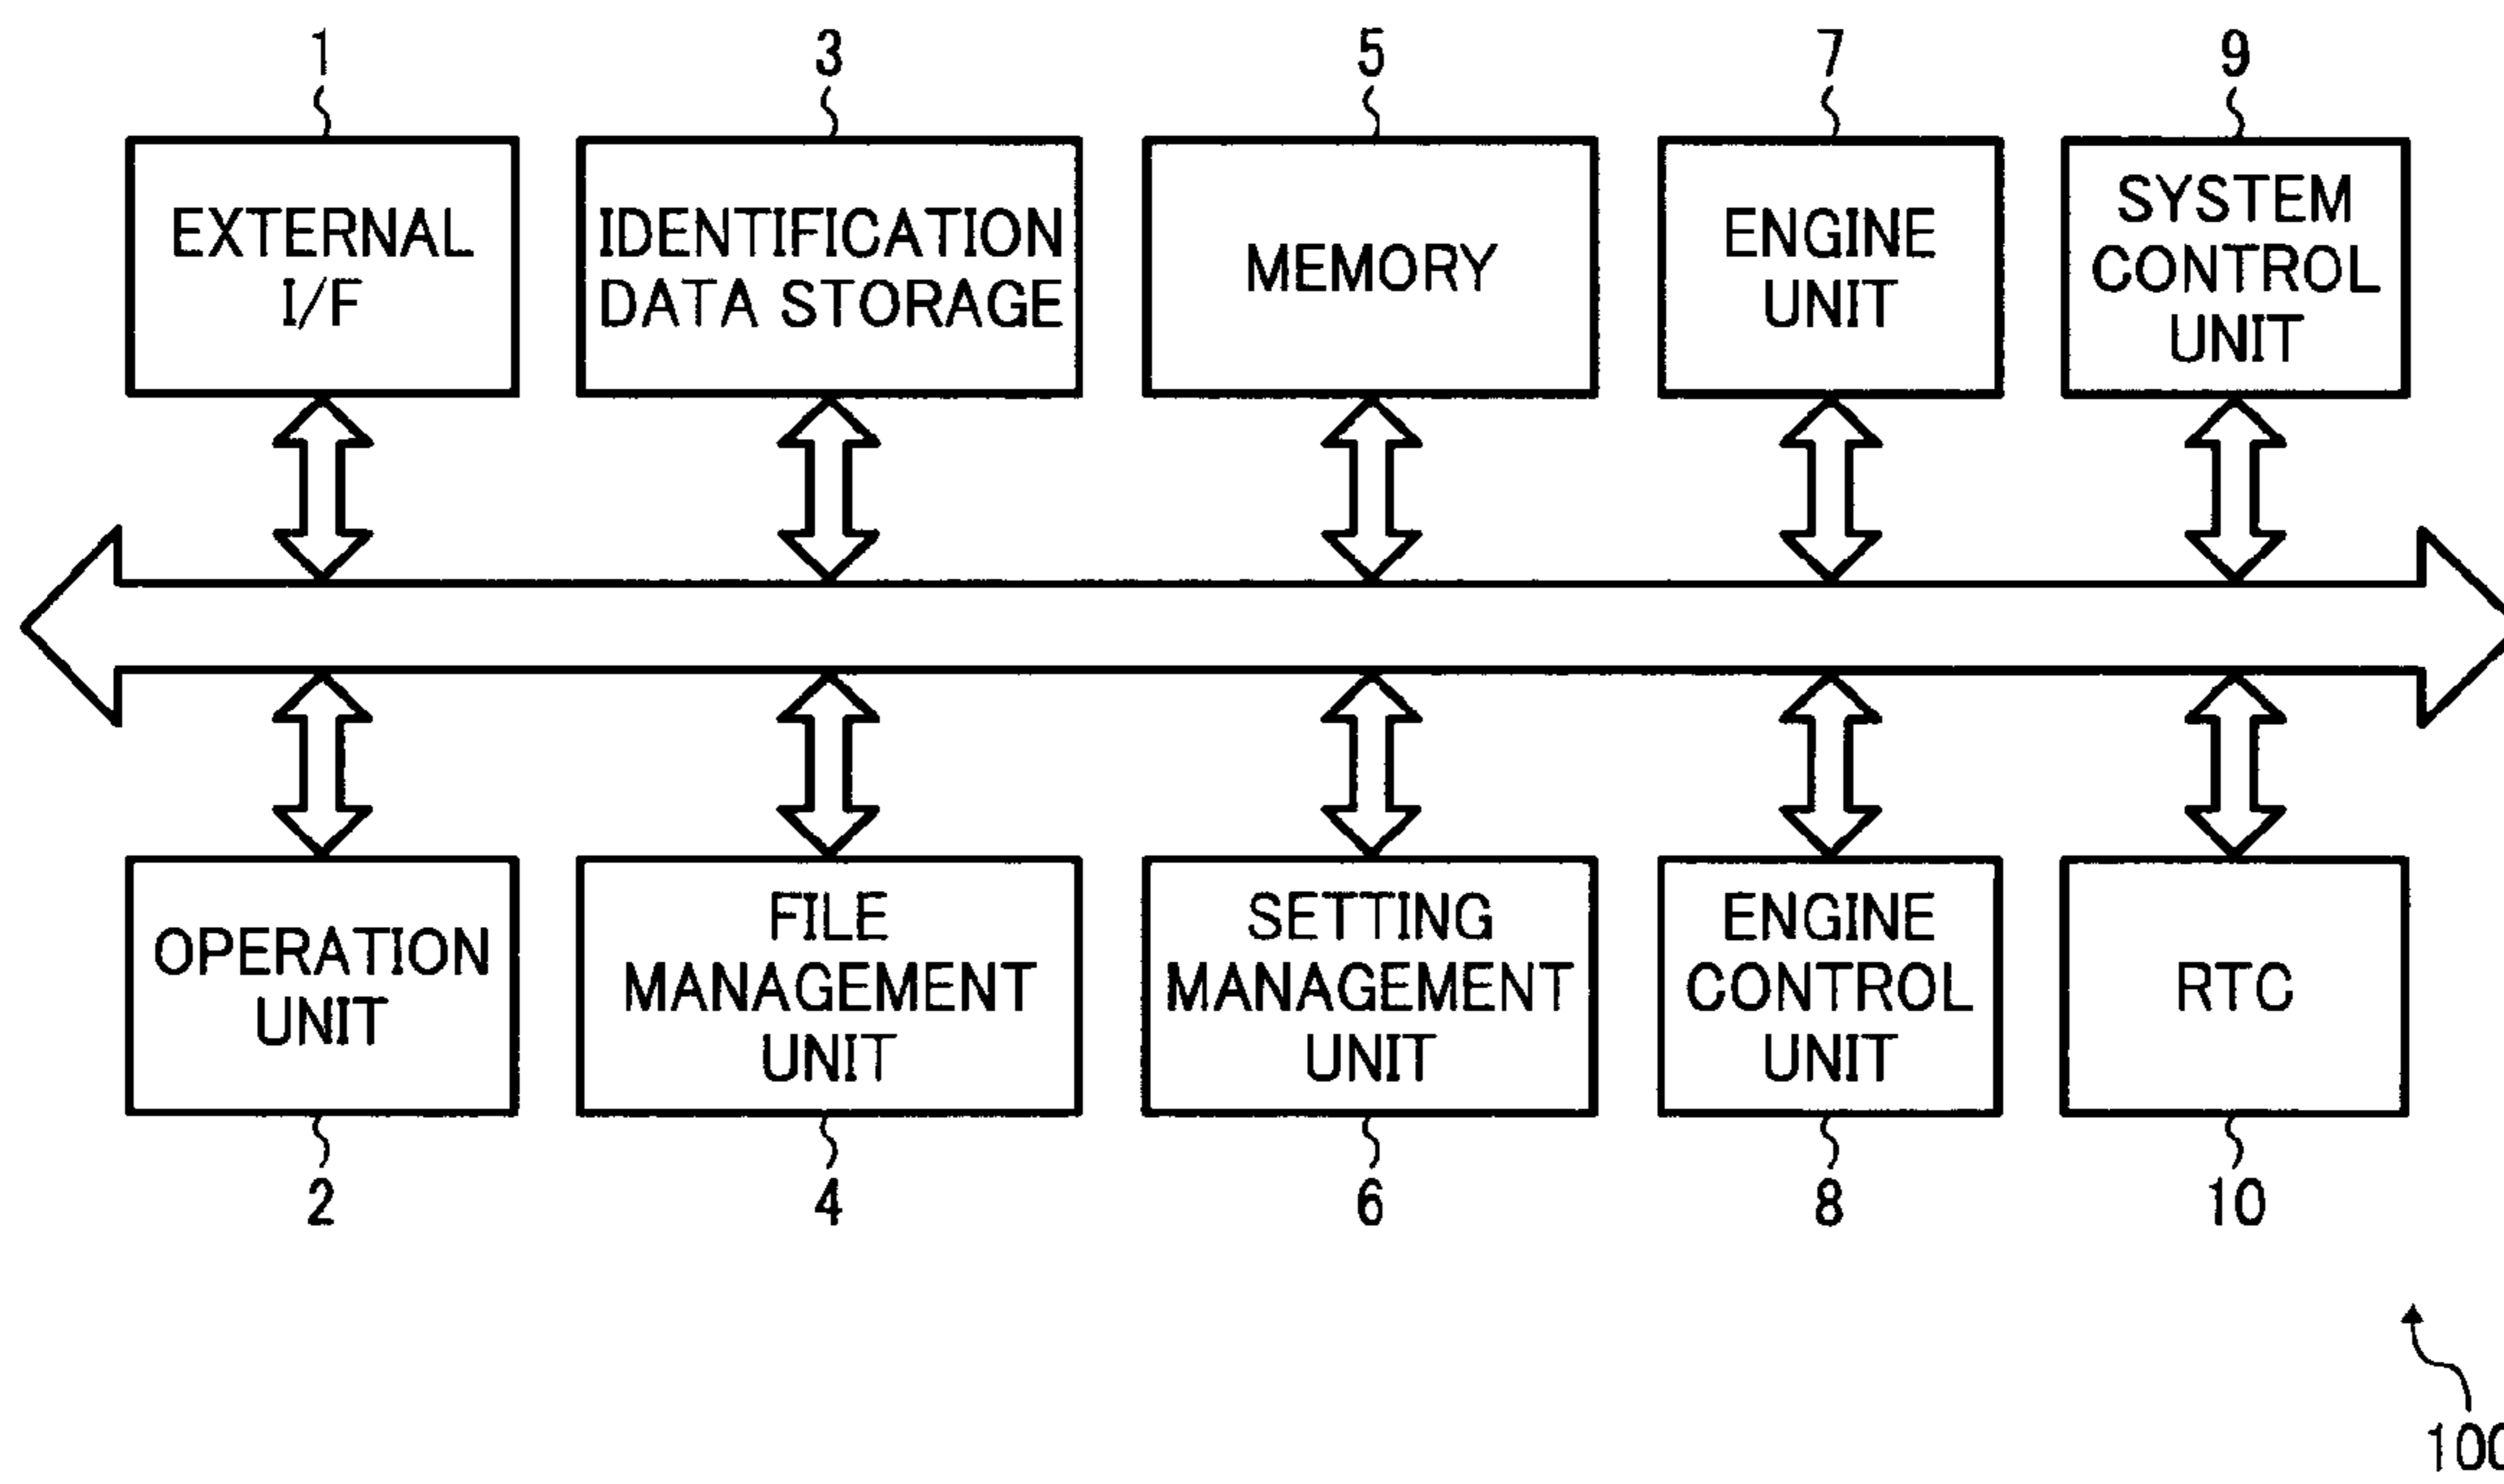 1
3
5
7
9
EXTERNAL
I/F
IDENTIFICATION
DATA STORAGE
MEMORY
ENGINE
UNIT
SYSTEM
CONTROL
UNIT
OPERATION
UNIT
FILE
MANAGEMENT
UNIT
SETTING
MANAGEMENT
UNIT
ENGINE
CONTROL
UNIT
RTC
2
4
6
8
10
100